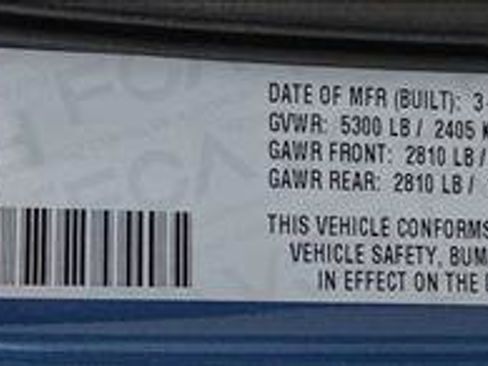 DATE OF MFR (BUILT): 3
GVWR: 5300 LB / 2405 K
GAWR FRONT: 2810 LB /
GAWR REAR: 2810 LB /
THIS VEHICLE CONFORMS
VEHICLE SAFETY, BUM
IN EFFECT ON THE